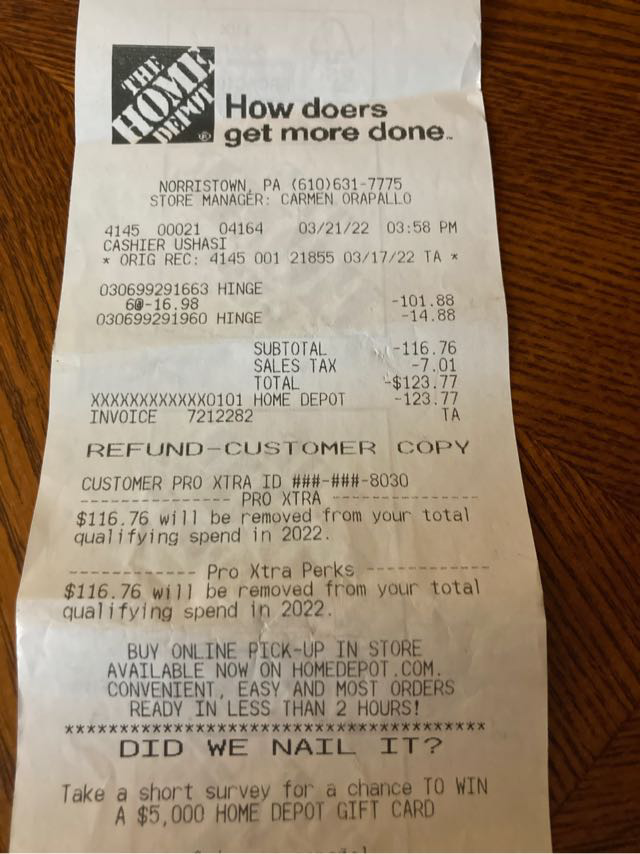 THE
HOME
DEPOT®
How doers
get more done™
NORRISTOWN, PA (610)631-7775
STORE MANAGER: CARMEN ORAPALLO
4145 00021 04164 03/21/22 03:58 PM
CASHIER USHASI
* ORIG REC: 4145 001 21855 03/17/22 TA *
030699291663 HINGE
6@-16.98 -101.88
030699291960 HINGE -14.88
SUBTOTAL -116.76
SALES TAX -7.01
TOTAL -$123.77
XXXXXXXXXXXX0101 HOME DEPOT -123.77
INVOICE 7212282 TA
REFUND-CUSTOMER COPY
CUSTOMER PRO XTRA ID ###-###-8030
--------------- PRO XTRA ---------------
$116.76 will be removed from your total
qualifying spend in 2022.
------------ Pro Xtra Perks ------------
$116.76 will be removed from your total
qualifying spend in 2022.
BUY ONLINE PICK-UP IN STORE
AVAILABLE NOW ON HOMEDEPOT.COM.
CONVENIENT, EASY AND MOST ORDERS
READY IN LESS THAN 2 HOURS!
****************************************
DID WE NAIL IT?
Take a short survey for a chance TO WIN
A $5,000 HOME DEPOT GIFT CARD